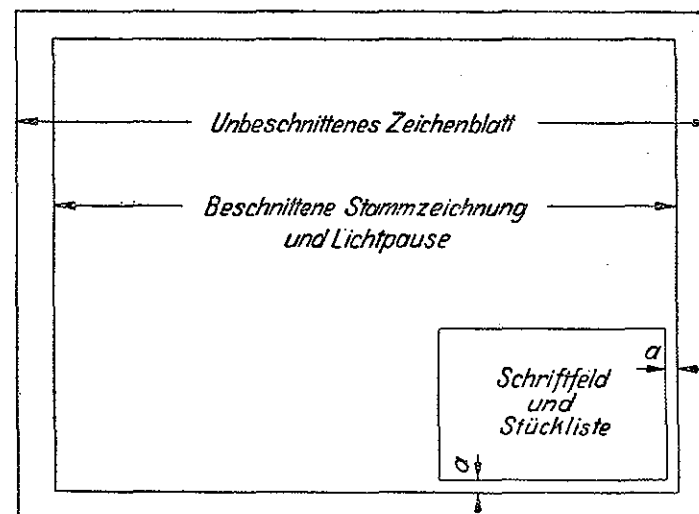 Unbeschnittenes Zeichenblatt
Beschnittene Stammzeichnung
und Lichtpause
a
Schriftfeld
und
Stückliste
a